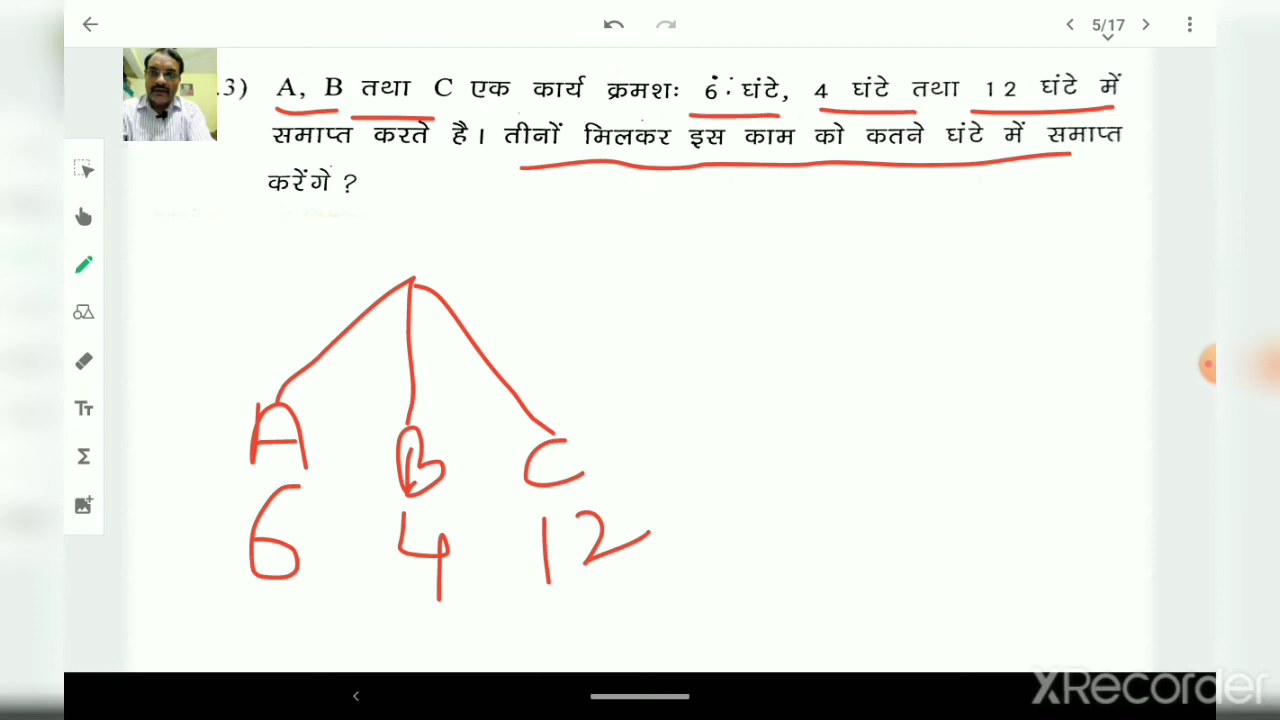 5/17
.3) A, B तथा C एक कार्य क्रमशः 6 घंटे, 4 घंटे तथा 12 घंटे में
समाप्त करते है। तीनों मिलकर इस काम को कतने घंटे में समाप्त
करेंगे ?
A B C
6 4 12
Tт
Σ
XRecorder